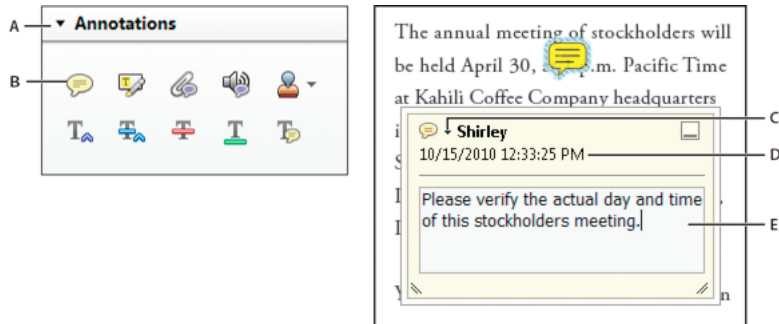 A
Annotations
B
The annual meeting of stockholders will
be held April 30, p.m. Pacific Time
at Kahili Coffee Company headquarters
C
Shirley
D
10/15/2010 12:33:25 PM
Please verify the actual day and time
of this stockholders meeting.
E